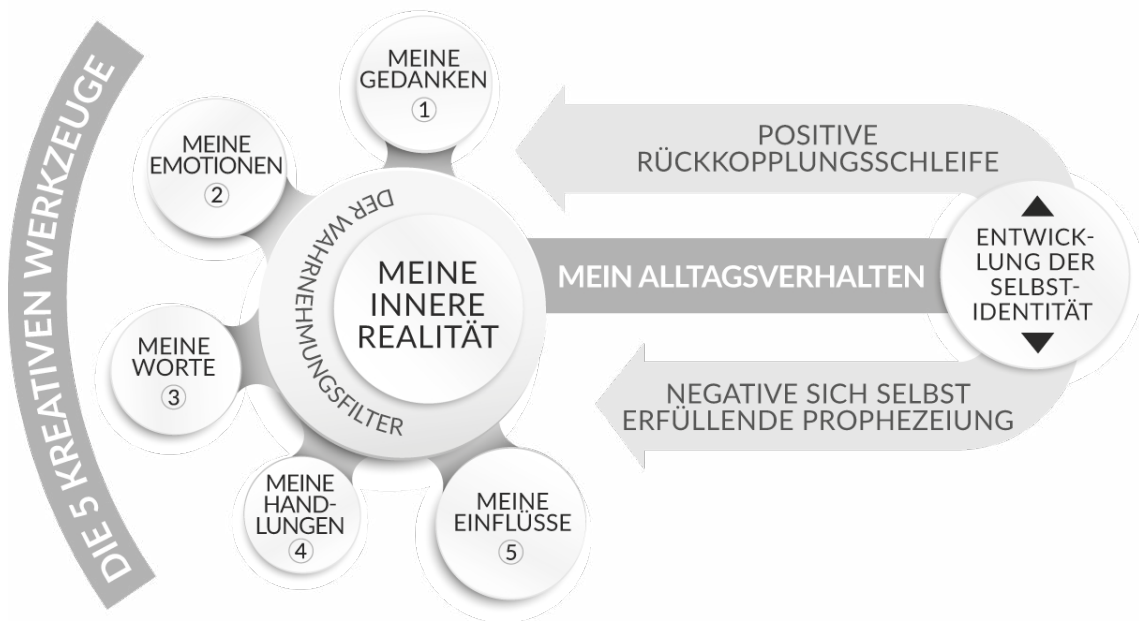 DIE 5 KREATIVEN WERKZEUGE
MEINE
GEDANKEN
1
MEINE
EMOTIONEN
2
MEINE
WORTE
3
MEINE
HAND-
LUNGEN
4
MEINE
EINFLÜSSE
5
DER WAHRNEHMUNGSFILTER
MEINE
INNERE
REALITÄT
POSITIVE
RÜCKKOPPLUNGSSCHLEIFE
MEIN ALLTAGSVERHALTEN
NEGATIVE SICH SELBST
ERFÜLLENDE PROPHEZEIUNG
ENTWICK-
LUNG DER
SELBST-
IDENTITÄT